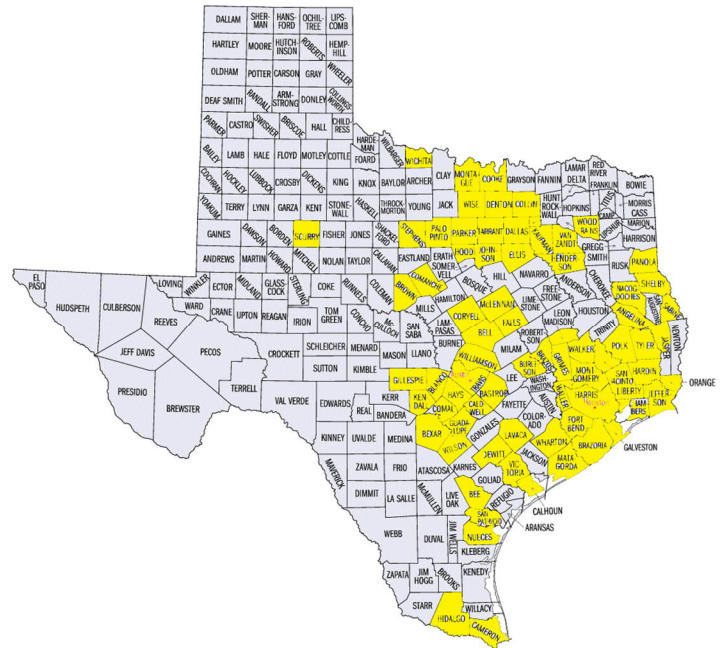 DALLAM
SHER-
MAN
HANS-
FORD
OCHIL-
TREE
LIPS-
COMB
HARTLEY
MOORE
HUTCH-
INSON
ROBERTS
HEMP-
HILL
OLDHAM
POTTER
CARSON
GRAY
WHEELER
DEAF SMITH
RANDALL
ARM-
STRONG
DONLEY
COLLINGS-
WORTH
PARMER
CASTRO
SWISHER
BRISCOE
HALL
CHILD-
RESS
HARDE-
MAN
BAILEY
LAMB
HALE
FLOYD
MOTLEY
COTTLE
FOARD
WILBARGER
WICHITA
CLAY
MONTA-
GUE
COOKE
GRAYSON
FANNIN
LAMAR
RED
RIVER
DELTA
FRANKLIN
TITUS
CAMP
BOWIE
MORRIS
CASS
COCHRAN
HOCKLEY
LUBBOCK
CROSBY
DICKENS
KING
KNOX
BAYLOR
ARCHER
YOAKUM
TERRY
LYNN
GARZA
KENT
STONE-
WALL
HASKELL
THROCK-
MORTON
YOUNG
JACK
WISE
DENTON
COLLIN
HUNT
ROCK-
WALL
HOPKINS
WOOD
RAINS
UPSHUR
MARION
HARRISON
GAINES
DAWSON
BORDEN
SCURRY
FISHER
JONES
SHACKEL-
FORD
STEPHENS
PALO
PINTO
PARKER
TARRANT
DALLAS
KAUFMAN
VAN
ZANDT
GREGG
SMITH
RUSK
PANOLA
ANDREWS
MARTIN
HOWARD
MITCHELL
NOLAN
TAYLOR
CALLAHAN
EASTLAND
ERATH
HOOD
SOMER-
VELL
JOHN-
SON
ELLIS
HENDER-
SON
CHEROKEE
NACOG-
DOCHES
SHELBY
EL
PASO
HUDSPETH
CULBERSON
LOVING
WINKLER
ECTOR
MIDLAND
GLASS-
COCK
STERLING
COKE
RUNNELS
COLEMAN
BROWN
COMANCHE
BOSQUE
HILL
NAVARRO
ANDERSON
FREE-
STONE
SAN
AUGUSTINE
SABINE
REEVES
WARD
CRANE
UPTON
REAGAN
IRION
TOM
GREEN
CONCHO
Mc-
CULLOCH
SAN
SABA
MILLS
HAMILTON
LAM-
PASAS
CORYELL
McLENNAN
LIME-
STONE
LEON
HOUSTON
TRINITY
ANGELINA
NEWTON
JASPER
JEFF DAVIS
PECOS
CROCKETT
SCHLEICHER
MENARD
MASON
LLANO
BURNET
BELL
FALLS
ROBERT-
SON
MADISON
WALKER
POLK
TYLER
PRESIDIO
BREWSTER
TERRELL
SUTTON
KIMBLE
GILLESPIE
BLANCO
WILLIAMSON
MILAM
BURLE-
SON
BRAZOS
GRIMES
MONT-
GOMERY
SAN
JACINTO
HARDIN
ORANGE
VAL VERDE
EDWARDS
REAL
KERR
BANDERA
KEN
DAL
HAYS
TRAVIS
BASTROP
LEE
WASH-
INGTON
WALLER
HARRIS
LIBERTY
JEFFER
SON
CHAM
BERS
KINNEY
UVALDE
MEDINA
BEXAR
COMAL
CALD
WELL
GUADA
LUPE
FAYETTE
AUSTIN
COLOR-
ADO
FORT
BEND
BRAZORIA
GALVESTON
MAVERICK
ZAVALA
FRIO
ATASCOSA
WILSON
GONZALES
LAVACA
WHARTON
MATA
GORDA
DIMMIT
LA SALLE
McMULLEN
LIVE
OAK
KARNES
DEWITT
VIC
TORIA
JACKSON
GOLIAD
BEE
REFUGIO
CALHOUN
ARANSAS
WEBB
DUVAL
JIM WELLS
SAN
PATRICIO
NUECES
KLEBERG
ZAPATA
JIM
HOGG
BROOKS
KENEDY
STARR
HIDALGO
WILLACY
CAMERON